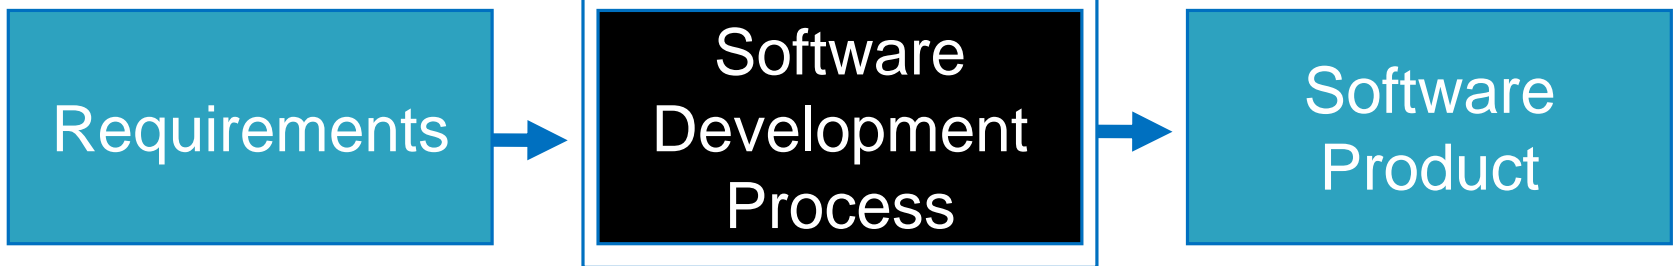 Requirements
Software
Development
Process
Software
Product